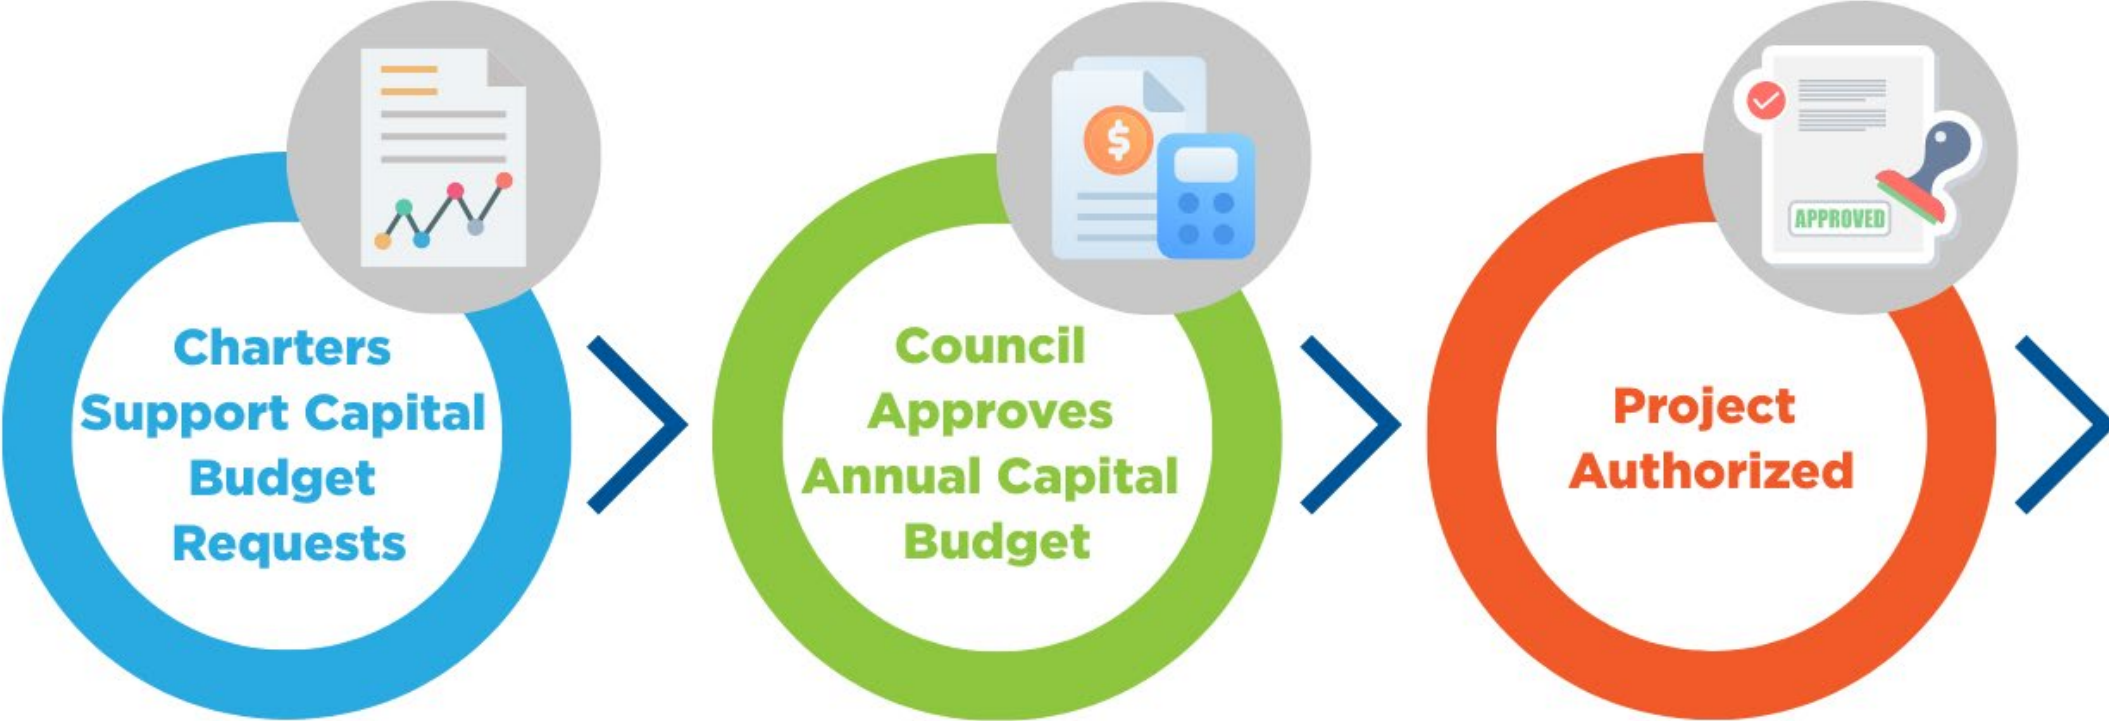 Charters
Support Capital
Budget
Requests
$
Council
Approves
Annual Capital
Budget
APPROVED
Project
Authorized